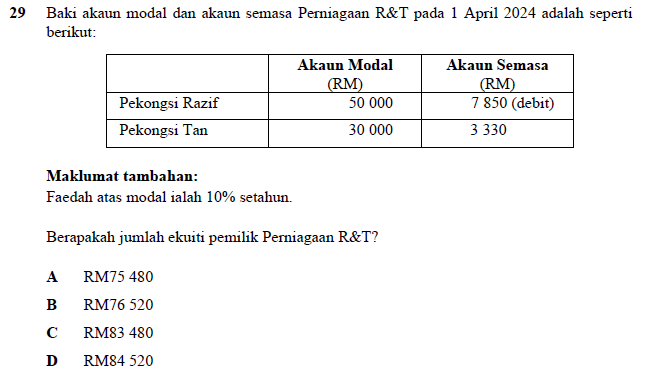 29 Baki akaun modal dan akaun semasa Perniagaan R&T pada 1 April 2024 adalah seperti
berikut:
Akaun Modal Akaun Semasa
(RM) (RM)
Pekongsi Razif 50 000 7 850 (debit)
Pekongsi Tan 30 000 3 330
Maklumat tambahan:
Faedah atas modal ialah 10% setahun.
Berapakah jumlah ekuiti pemilik Perniagaan R&T?
A RM75 480
B RM76 520
C RM83 480
D RM84 520